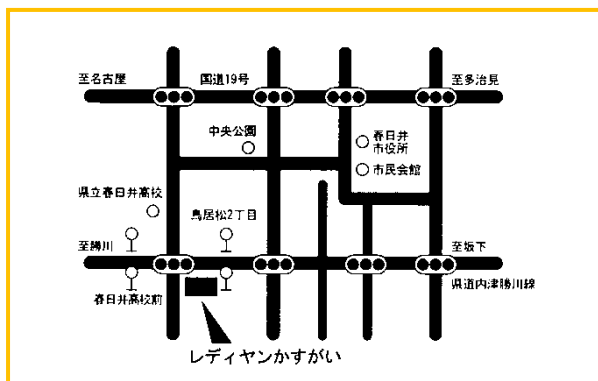 至名古屋
国道19号
至多治見
中央公園
春日井
市役所
市民会館
県立春日井高校
鳥居松2丁目
至勝川
至坂下
春日井高校前
県道内津勝川線
レディヤンかすがい